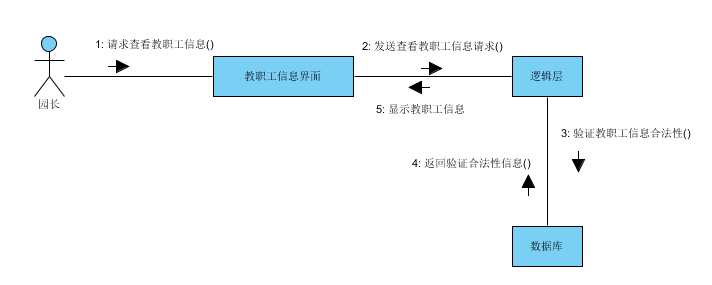 1: 请求查看教职工信息()
2: 发送查看教职工信息请求()
教职工信息界面
逻辑层
园长
5: 显示教职工信息
3: 验证教职工信息合法性()
4: 返回验证合法性信息()
数据库